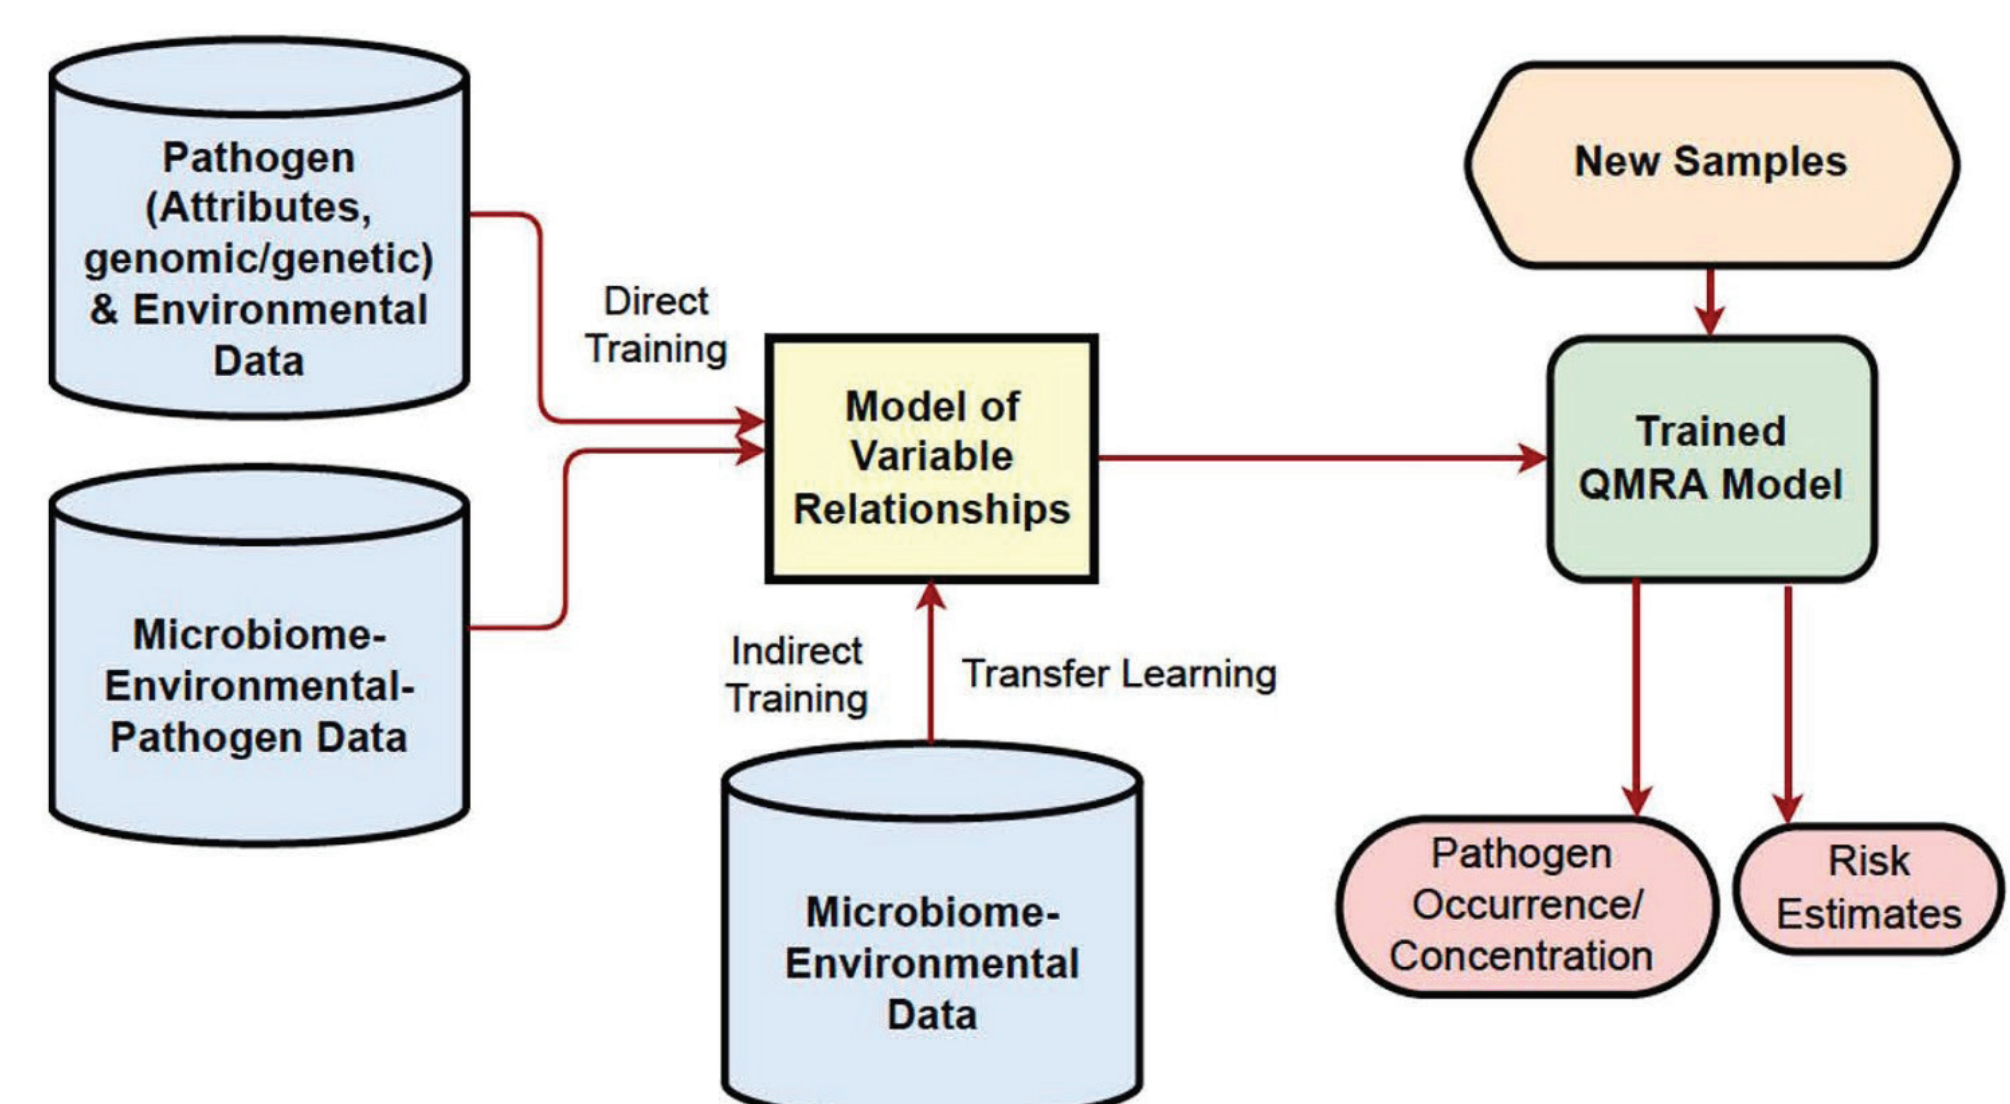 Pathogen
(Attributes,
genomic/genetic)
& Environmental
Data
Direct
Training
New Samples
Model of
Variable
Relationships
Trained
QMRA Model
Microbiome-
Environmental-
Pathogen Data
Indirect
Training
Transfer Learning
Microbiome-
Environmental
Data
Pathogen
Occurrence/
Concentration
Risk
Estimates